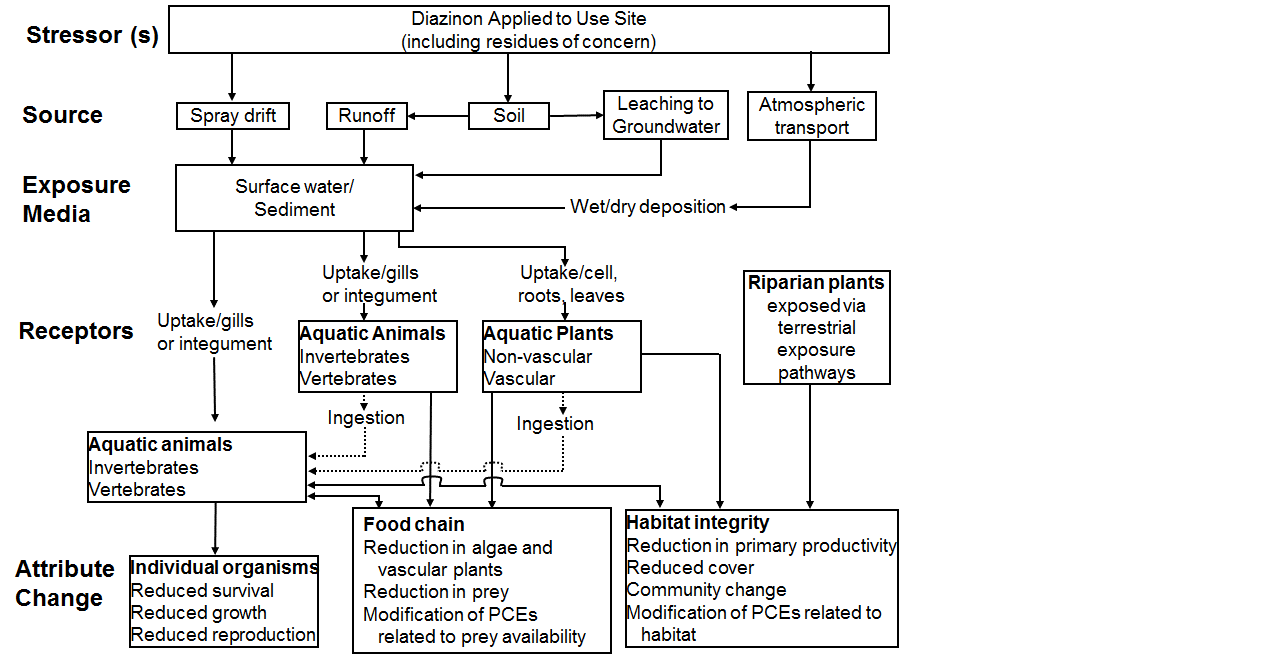 Stressor (s)
Diazinon Applied to Use Site
(including residues of concern)
Source
Spray drift
Runoff
Soil
Leaching to
Groundwater
Atmospheric
transport
Exposure
Media
Surface water/
Sediment
Wet/dry deposition
Receptors
Uptake/gills
or integument
Uptake/gills
or integument
Uptake/cell,
roots, leaves
Aquatic Animals
Invertebrates
Vertebrates
Aquatic Plants
Non-vascular
Vascular
Riparian plants
exposed via
terrestrial
exposure
pathways
Ingestion
Ingestion
Aquatic animals
Invertebrates
Vertebrates
Attribute
Change
Individual organisms
Reduced survival
Reduced growth
Reduced reproduction
Food chain
Reduction in algae and
vascular plants
Reduction in prey
Modification of PCEs
related to prey availability
Habitat integrity
Reduction in primary productivity
Reduced cover
Community change
Modification of PCEs related to
habitat